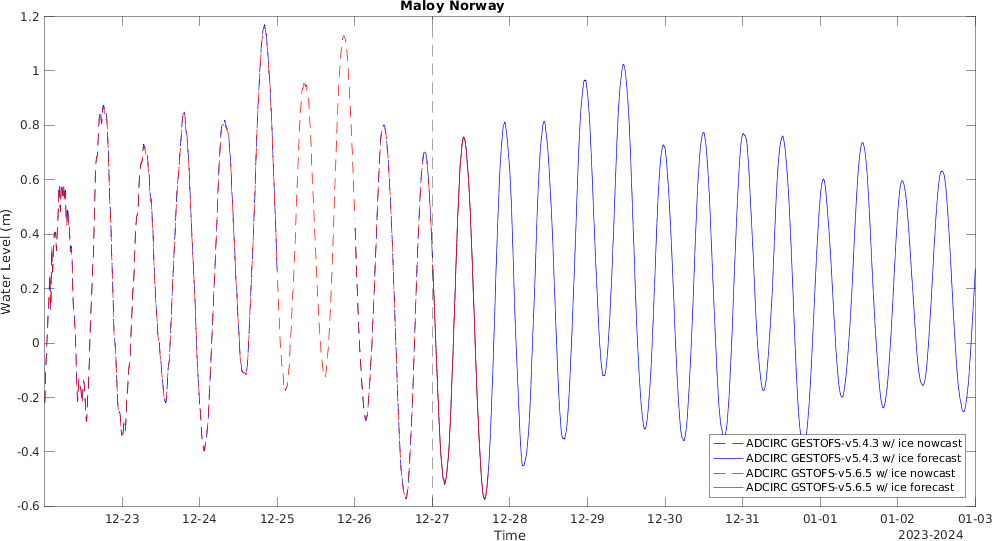 Maloy Norway
1.2
1
0.8
0.6
0.4
0.2
0
-0.2
-0.4
-0.6
Water Level (m)
ADCIRC GESTOFS-v5.4.3 w/ ice nowcast
ADCIRC GESTOFS-v5.4.3 w/ ice forecast
ADCIRC GSTOFS-v5.6.5 w/ ice nowcast
ADCIRC GSTOFS-v5.6.5 w/ ice forecast
12-23 12-24 12-25 12-26 12-27 12-28 12-29 12-30 12-31 01-01 01-02 01-03
Time
2023-2024